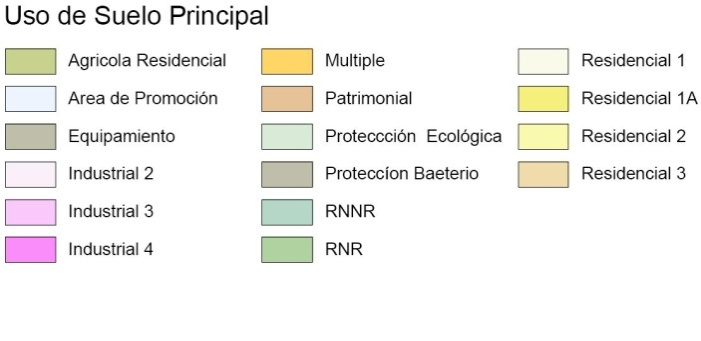 Uso de Suelo Principal
Agricola Residencial
Area de Promoción
Equipamiento
Industrial 2
Industrial 3
Industrial 4
Multiple
Patrimonial
Proteccción Ecológica
Proteccíon Baeterio
RNNR
RNR
Residencial 1
Residencial 1A
Residencial 2
Residencial 3